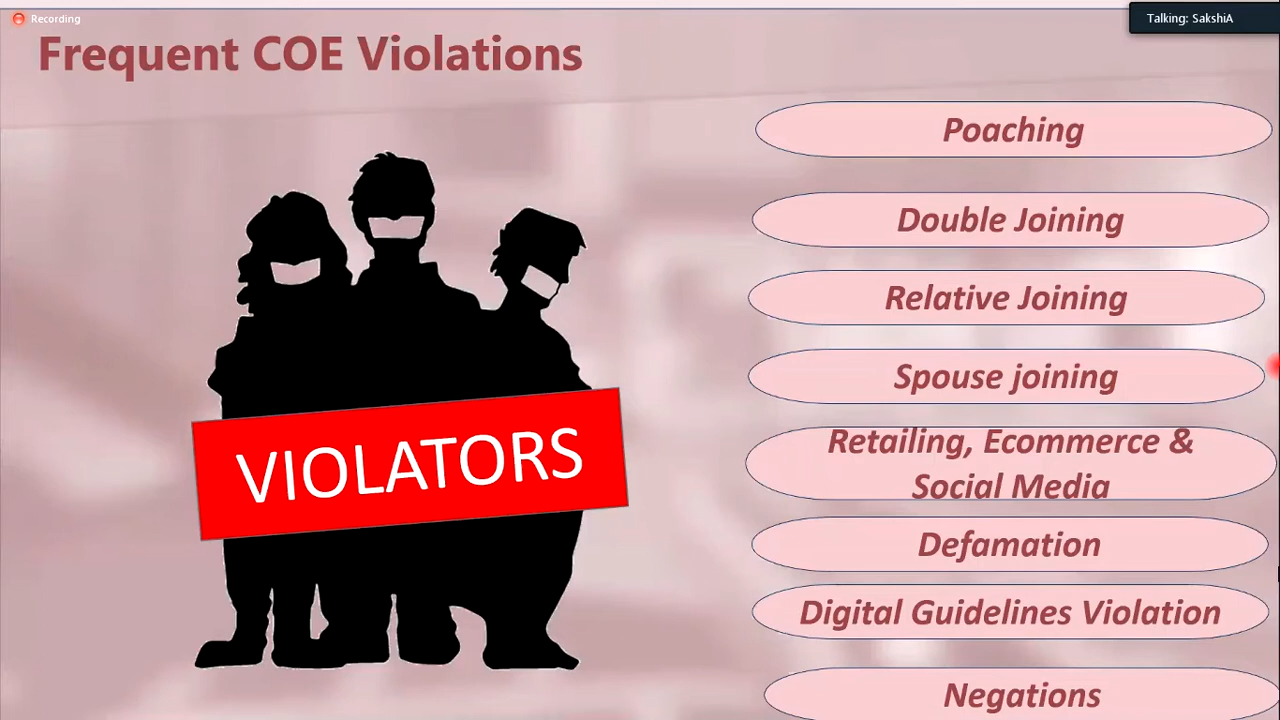 Recording
Talking: SakshiA
Frequent COE Violations
Poaching
Double Joining
Relative Joining
Spouse joining
Retailing, Ecommerce &
Social Media
Defamation
Digital Guidelines Violation
Negations
VIOLATORS